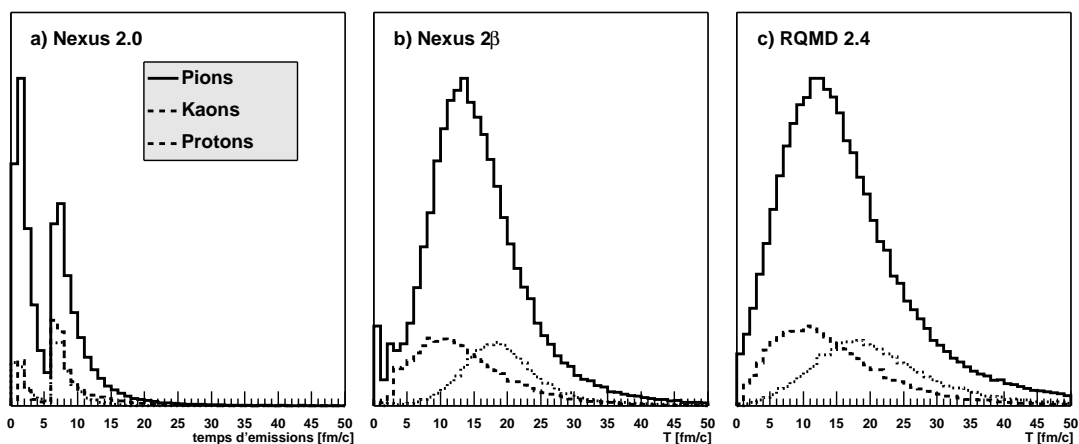 a) Nexus 2.0
Pions
Kaons
Protons
0 5 10 15 20 25 30 35 40 45 50
temps d'emissions [fm/c]
b) Nexus 2β
0 5 10 15 20 25 30 35 40 45 50
T [fm/c]
c) RQMD 2.4
0 5 10 15 20 25 30 35 40 45 50
T [fm/c]